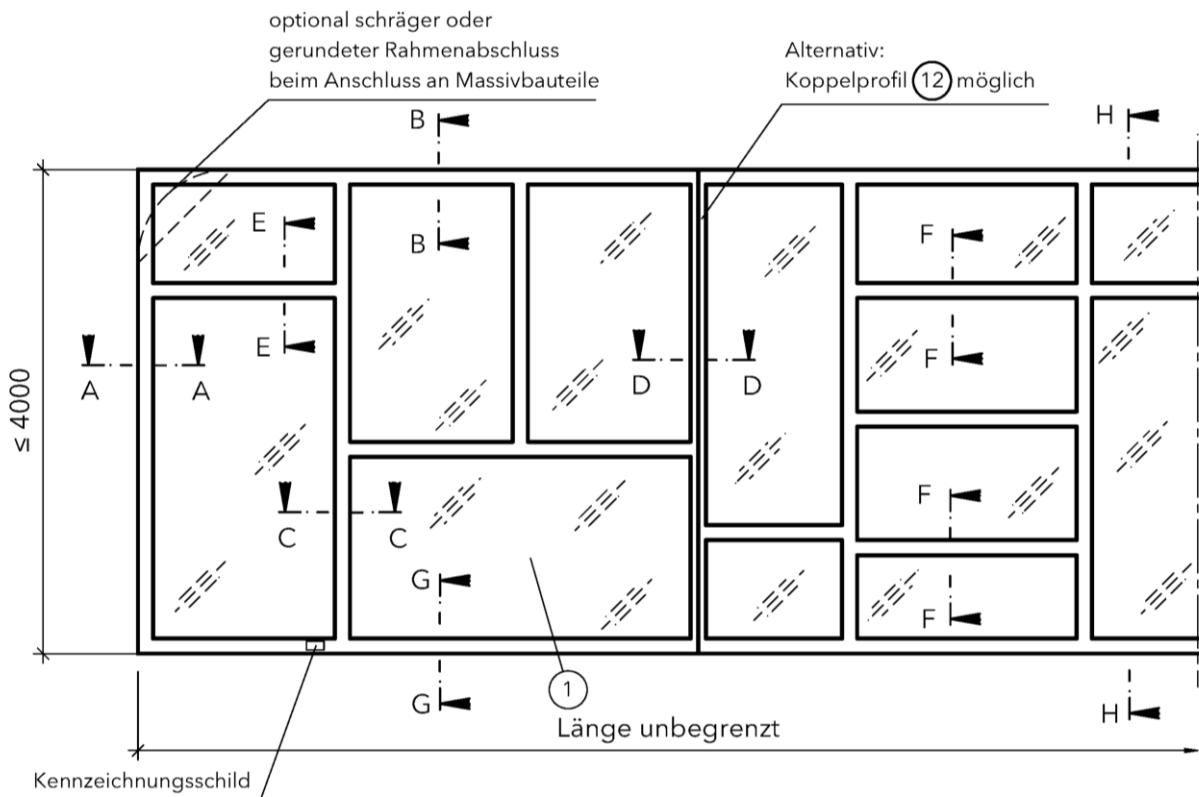 optional schräger oder
gerundeter Rahmenabschluss
beim Anschluss an Massivbauteile
Alternativ:
Koppelprofil 12 möglich
B
H
E
B
F
F
E
A
A
D
D
F
≤ 4000
F
C
C
G
F
G
1
H
Länge unbegrenzt
Kennzeichnungsschild